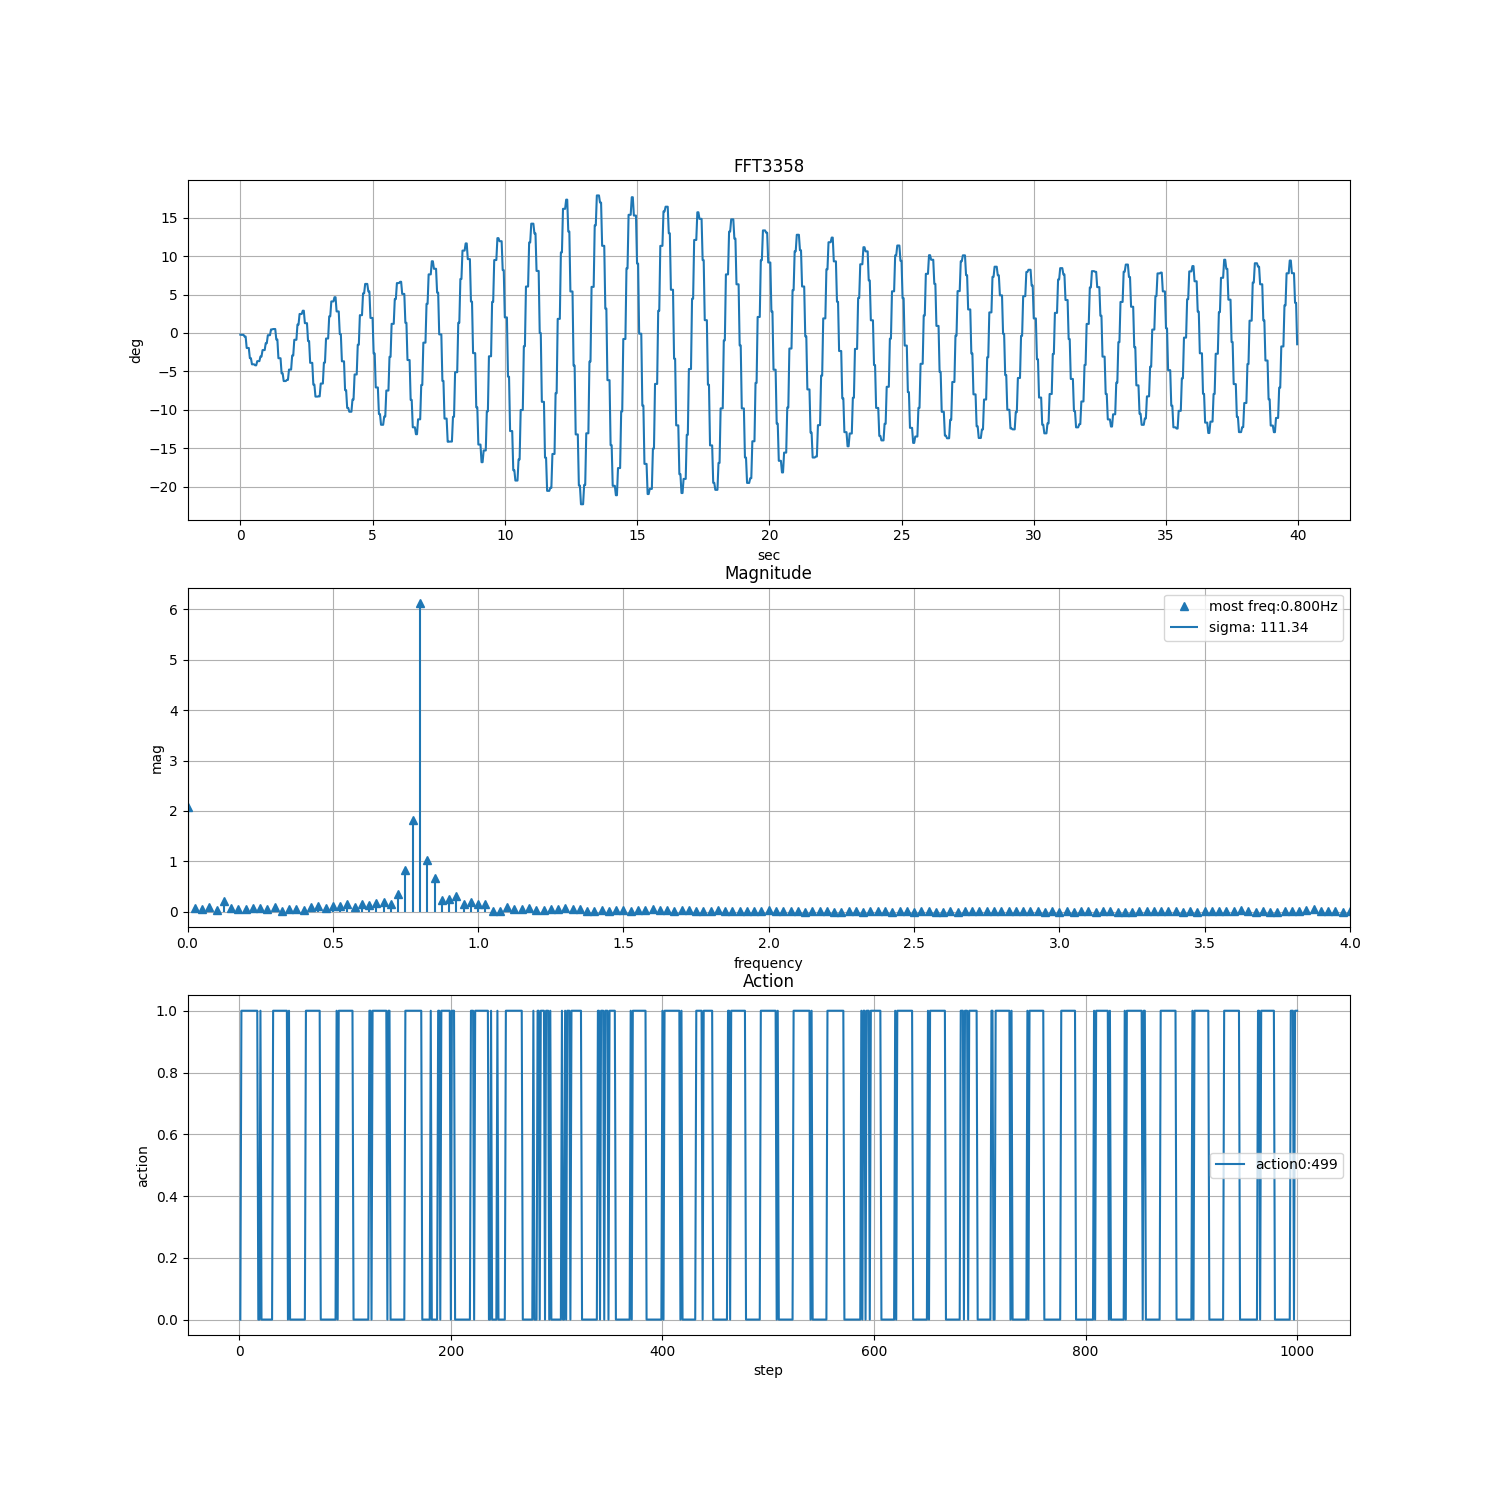 FFT3358
15
10
5
0
−5
−10
−15
−20
deg
0 5 10 15 20 25 30 35 40
sec
Magnitude
most freq:0.800Hz
sigma: 111.34
6
5
4
3
2
1
0
mag
0.0 0.5 1.0 1.5 2.0 2.5 3.0 3.5 4.0
frequency
Action
1.0
0.8
0.6
0.4
0.2
0.0
action
action0:499
0 200 400 600 800 1000
step